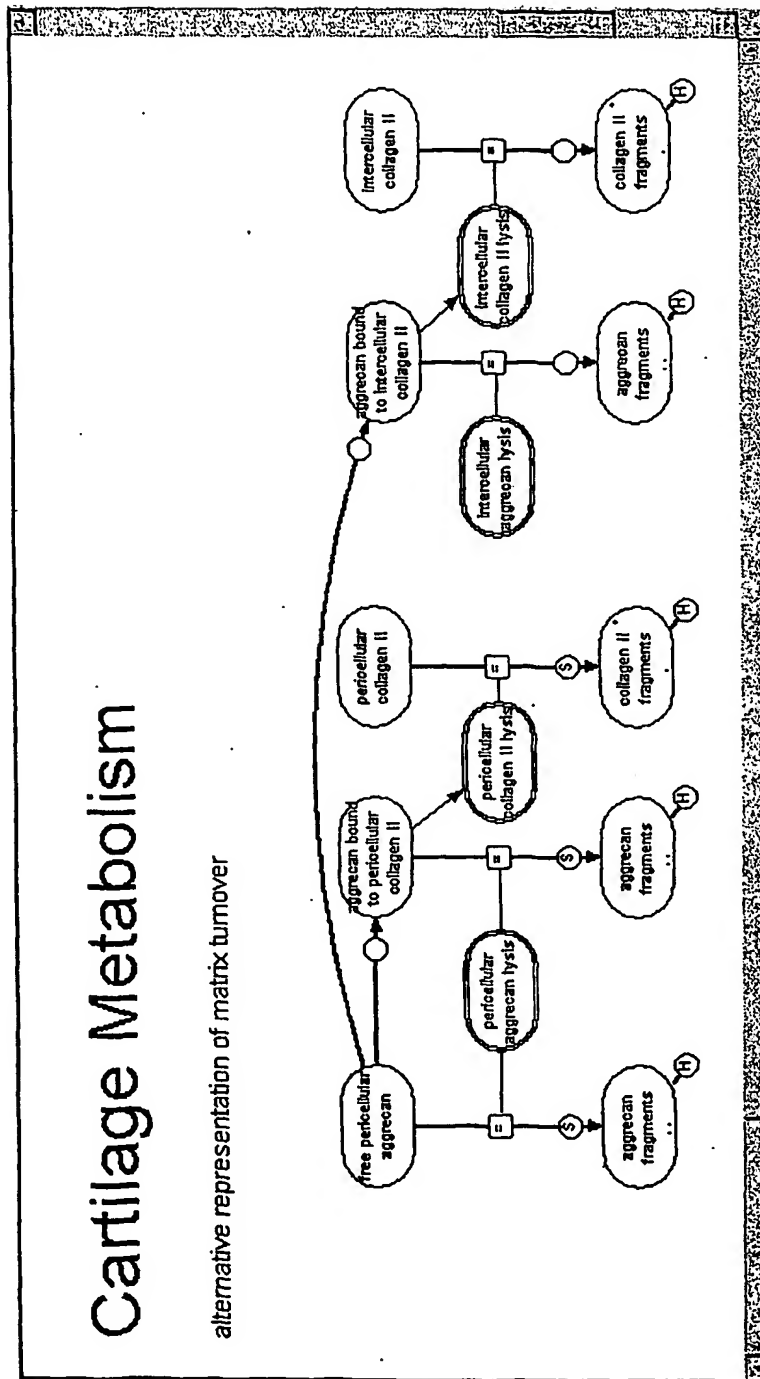 Cartilage Metabolism
alternative representation of matrix turnover
free pericellular
aggrecan
aggrecan bound
to pericellular
collagen II
pericellular
collagen II
aggrecan bound
to intercellular
collagen II
intercellular
collagen II
pericellular
aggrecan lysis
pericellular
collagen II lysis
intercellular
aggrecan lysis
intercellular
collagen II lysis
=
=
=
=
=
S
S
S
aggrecan
fragments
..
H
aggrecan
fragments
..
H
collagen II
fragments
H
aggrecan
fragments
..
H
collagen II
fragments
H